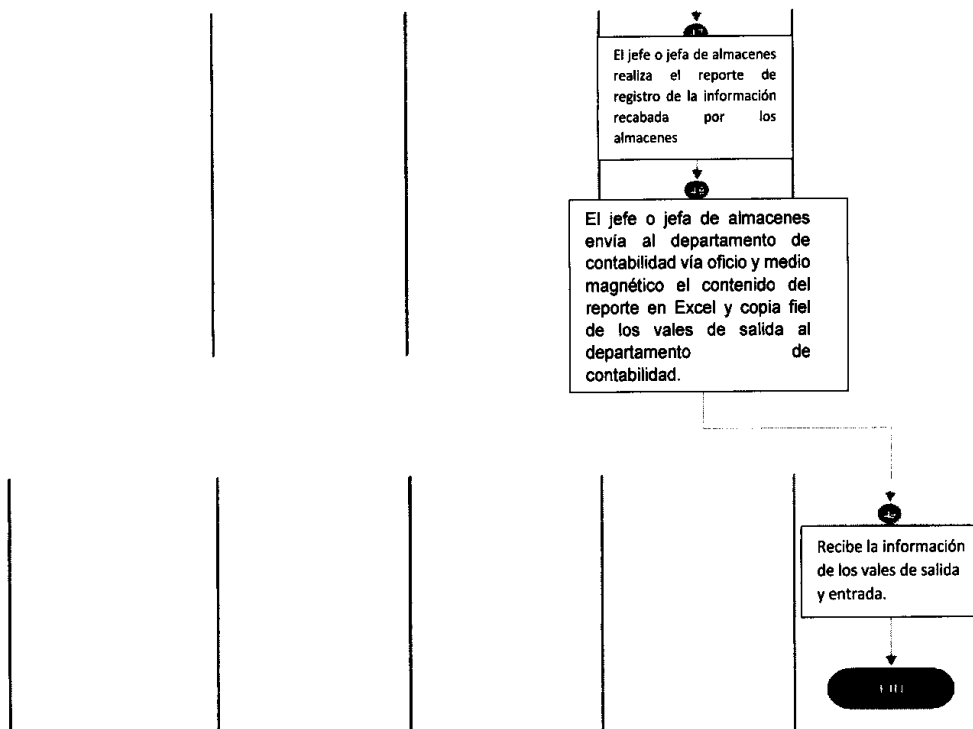 El jefe o jefa de almacenes
realiza el reporte de
registro de la información
recabada por los
almacenes
El jefe o jefa de almacenes
envía al departamento de
contabilidad vía oficio y medio
magnético el contenido del
reporte en Excel y copia fiel
de los vales de salida al
departamento de
contabilidad.
Recibe la información
de los vales de salida
y entrada.